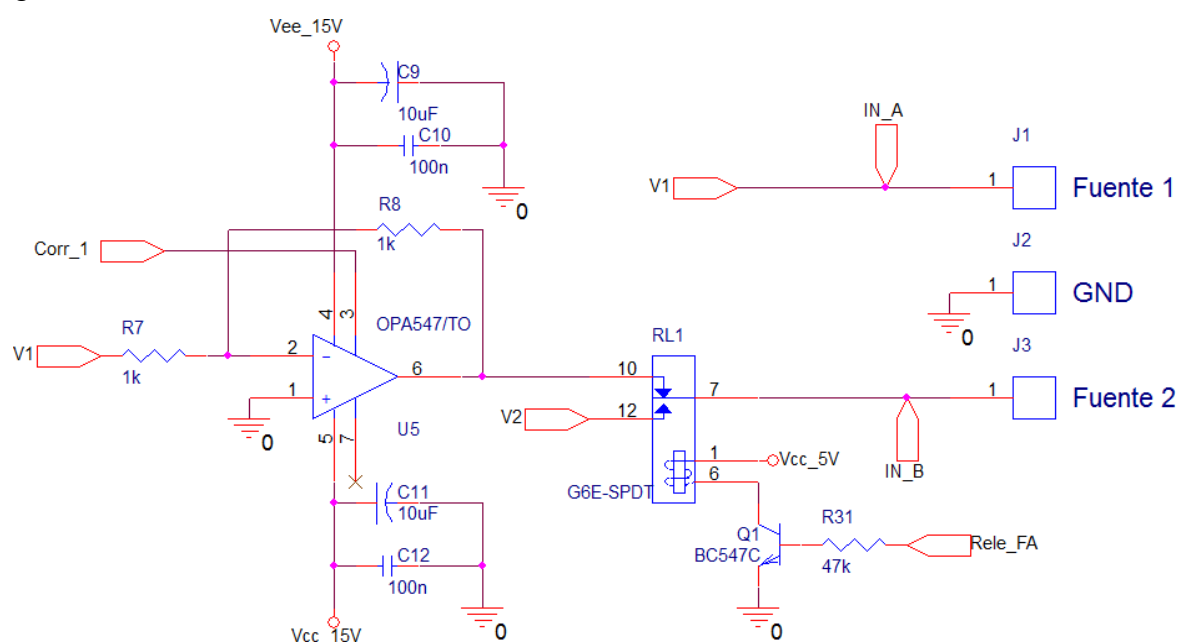 Vee_15V
C9
10uF
C10
100n
0
R8
1k
Corr_1
4
3
OPA547/TO
R7
V1
1k
2
1
0
6
U5
5
7
C11
10uF
C12
100n
0
Vcc_15V
RL1
10
7
V2
12
1
Vcc_5V
6
G6E-SPDT
Q1
BC547C
R31
47k
Rele_FA
0
IN_A
V1
J1
1
Fuente 1
J2
1
GND
0
J3
1
Fuente 2
IN_B